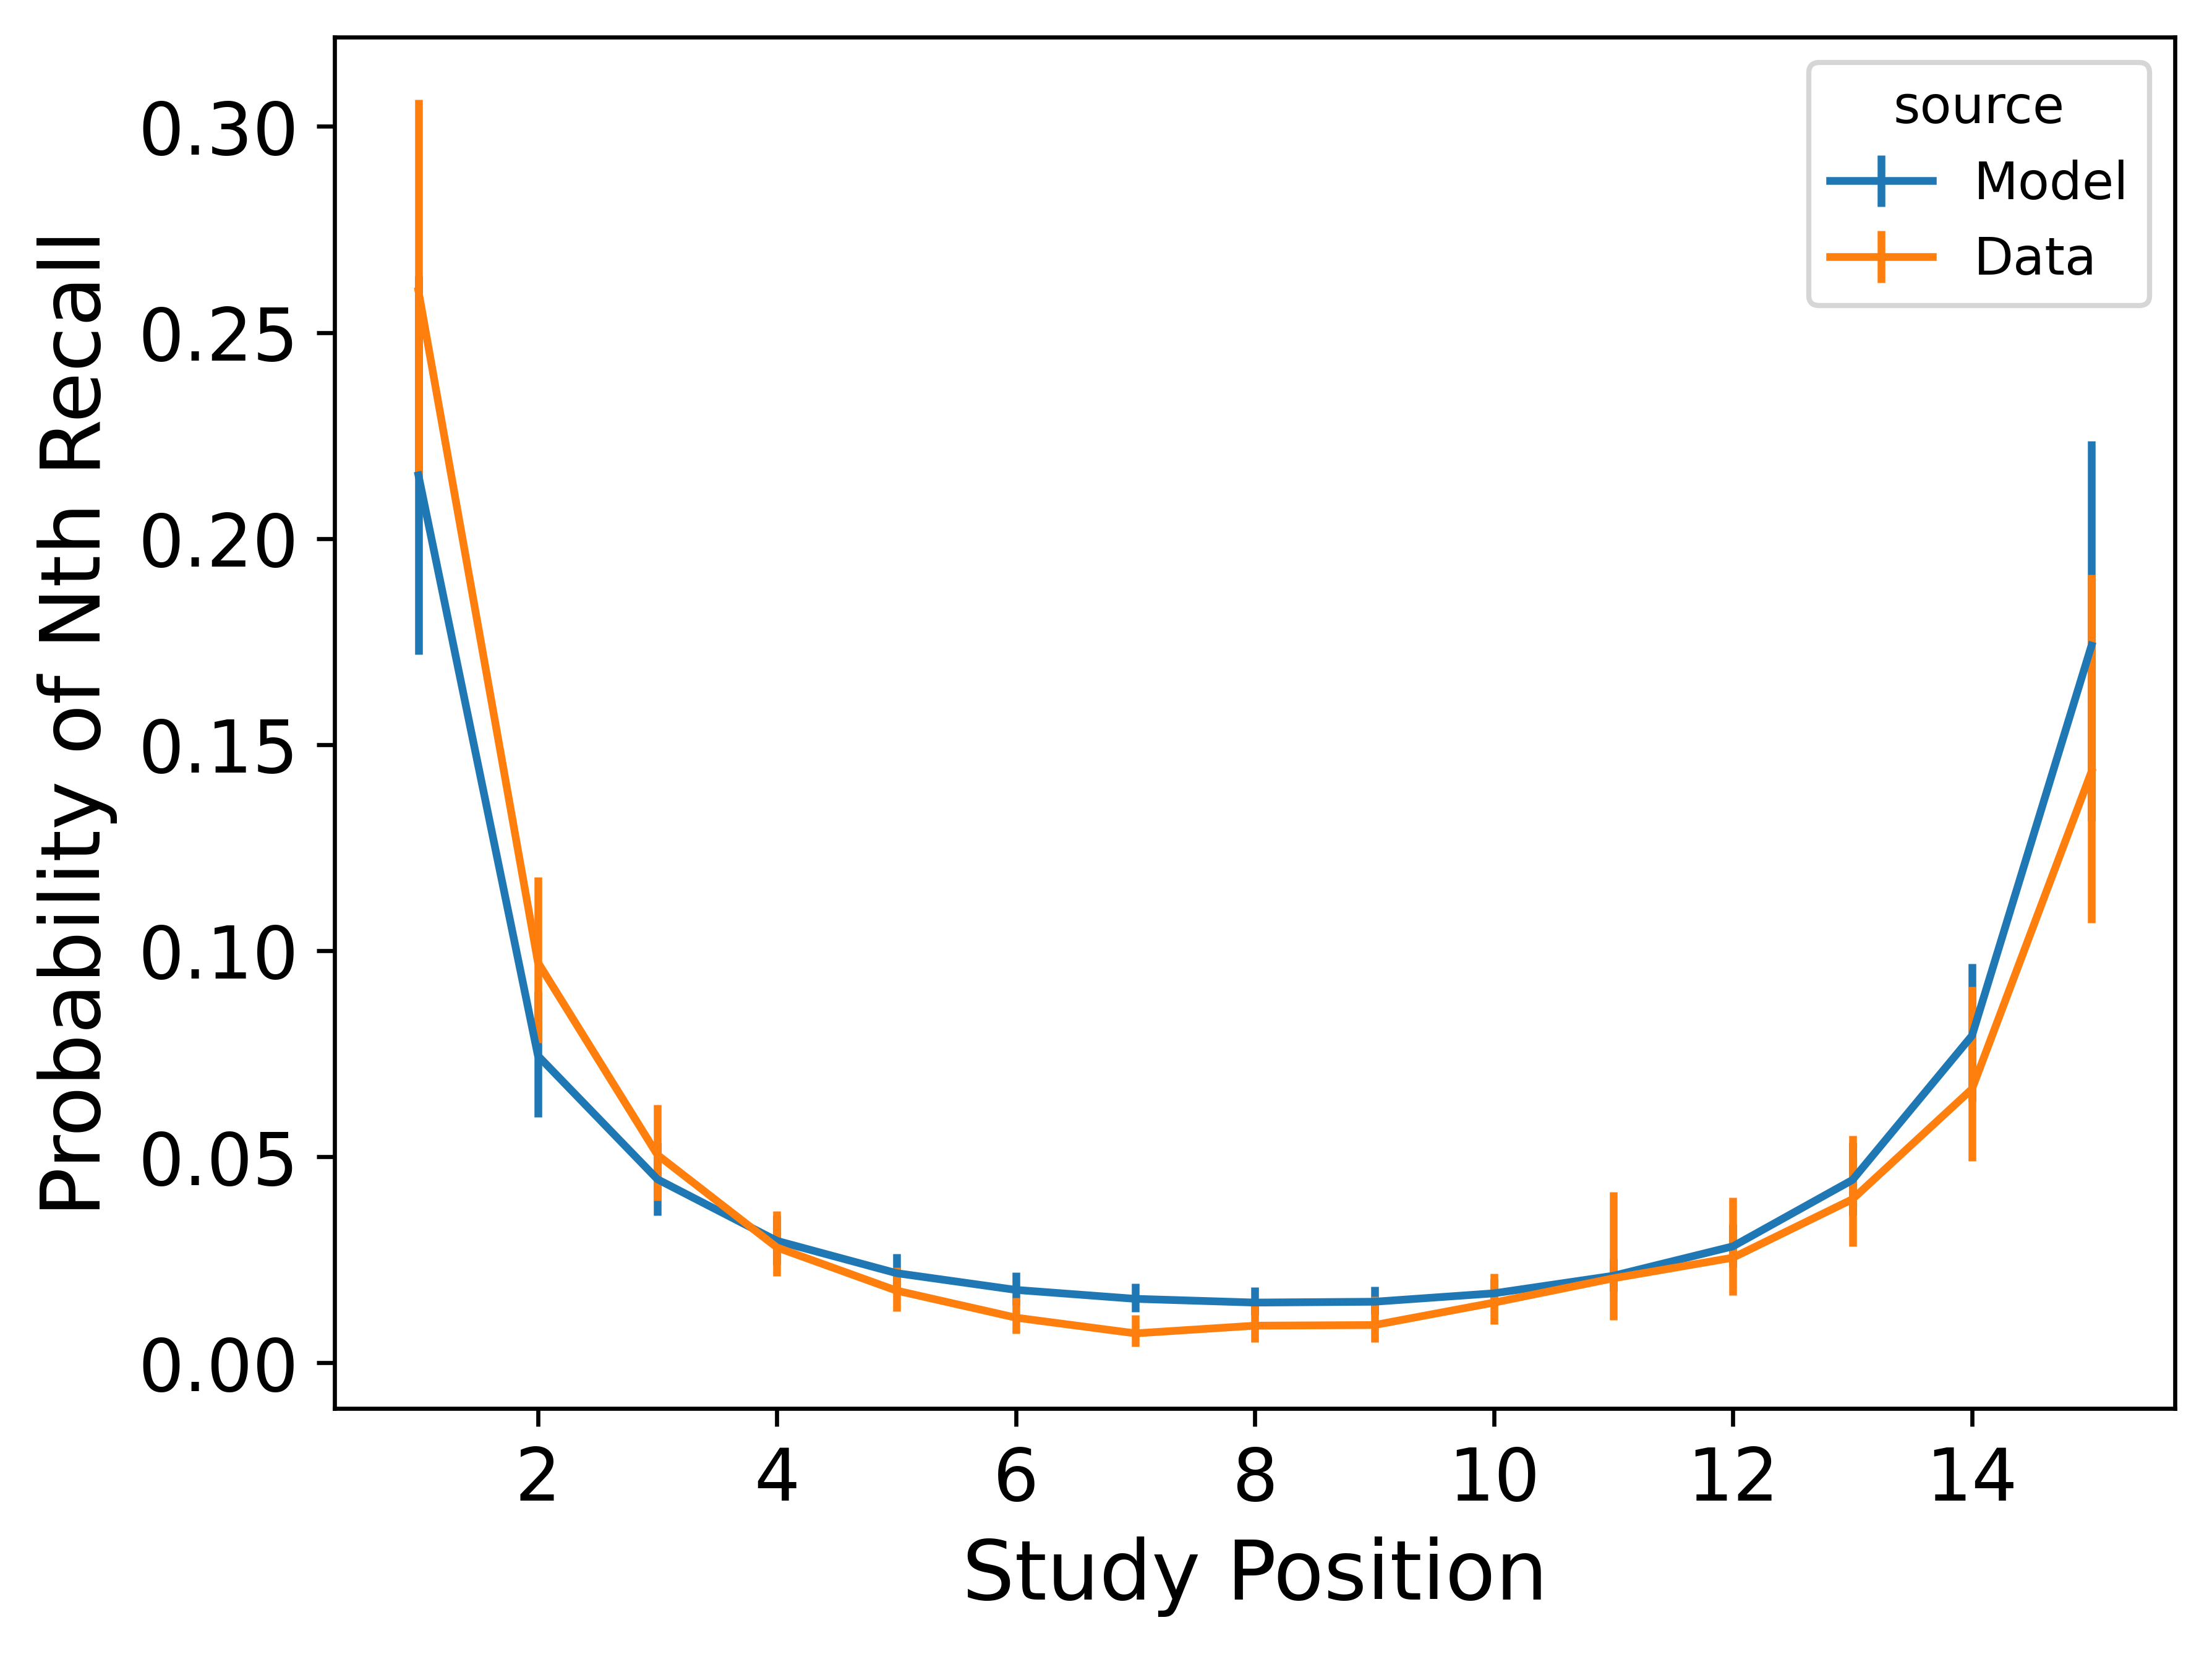 source
Model
Data
Probability of Nth Recall
0.30
0.25
0.20
0.15
0.10
0.05
0.00
2 4 6 8 10 12 14
Study Position